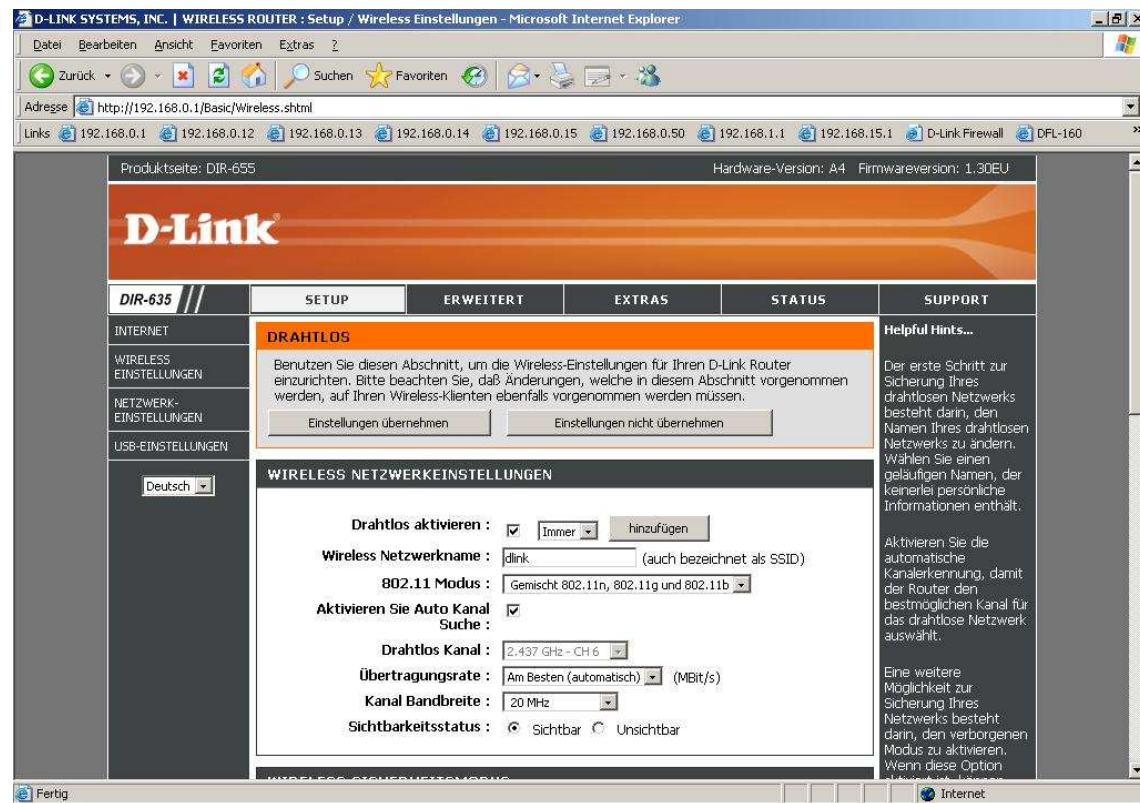 D-LINK SYSTEMS, INC. | WIRELESS ROUTER : Setup / Wireless Einstellungen - Microsoft Internet Explorer
Datei Bearbeiten Ansicht Favoriten Extras ?
Zurück Suchen Favoriten
Adresse http://192.168.0.1/Basic/Wireless.shtml
Links 192.168.0.1 192.168.0.12 192.168.0.13 192.168.0.14 192.168.0.15 192.168.0.50 192.168.1.1 192.168.15.1 D-Link Firewall DFL-160 »
Produktseite: DIR-655 Hardware-Version: A4 Firmwareversion: 1.30EU
D-Link®
DIR-635 SETUP ERWEITERT EXTRAS STATUS SUPPORT
INTERNET
WIRELESS
EINSTELLUNGEN
NETZWERK-
EINSTELLUNGEN
USB-EINSTELLUNGEN
Deutsch
DRAHTLOS
Benutzen Sie diesen Abschnitt, um die Wireless-Einstellungen für Ihren D-Link Router
einzurichten. Bitte beachten Sie, daß Änderungen, welche in diesem Abschnitt vorgenommen
werden, auf Ihren Wireless-Klienten ebenfalls vorgenommen werden müssen.
Einstellungen übernehmen Einstellungen nicht übernehmen
WIRELESS NETZWERKEINSTELLUNGEN
Drahtlos aktivieren : Immer hinzufügen
Wireless Netzwerkname : dlink (auch bezeichnet als SSID)
802.11 Modus : Gemischt 802.11n, 802.11g und 802.11b
Aktivieren Sie Auto Kanal
Suche :
Drahtlos Kanal : 2.437 GHz - CH 6
Übertragungsrate : Am Besten (automatisch) (MBit/s)
Kanal Bandbreite : 20 MHz
Sichtbarkeitsstatus : Sichtbar Unsichtbar
WIRELESS SICHERHEITSMODUS
Helpful Hints...
Der erste Schritt zur
Sicherung Ihres
drahtlosen Netzwerks
besteht darin, den
Namen Ihres drahtlosen
Netzwerks zu ändern.
Wählen Sie einen
geläufigen Namen, der
keinerlei persönliche
Informationen enthält.
Aktivieren Sie die
automatische
Kanalerkennung, damit
der Router den
bestmöglichen Kanal für
das drahtlose Netzwerk
auswählt.
Eine weitere
Möglichkeit zur
Sicherung Ihres
Netzwerks besteht
darin, den verborgenen
Modus zu aktivieren.
Wenn diese Option
aktiviert ist, können
Fertig Internet